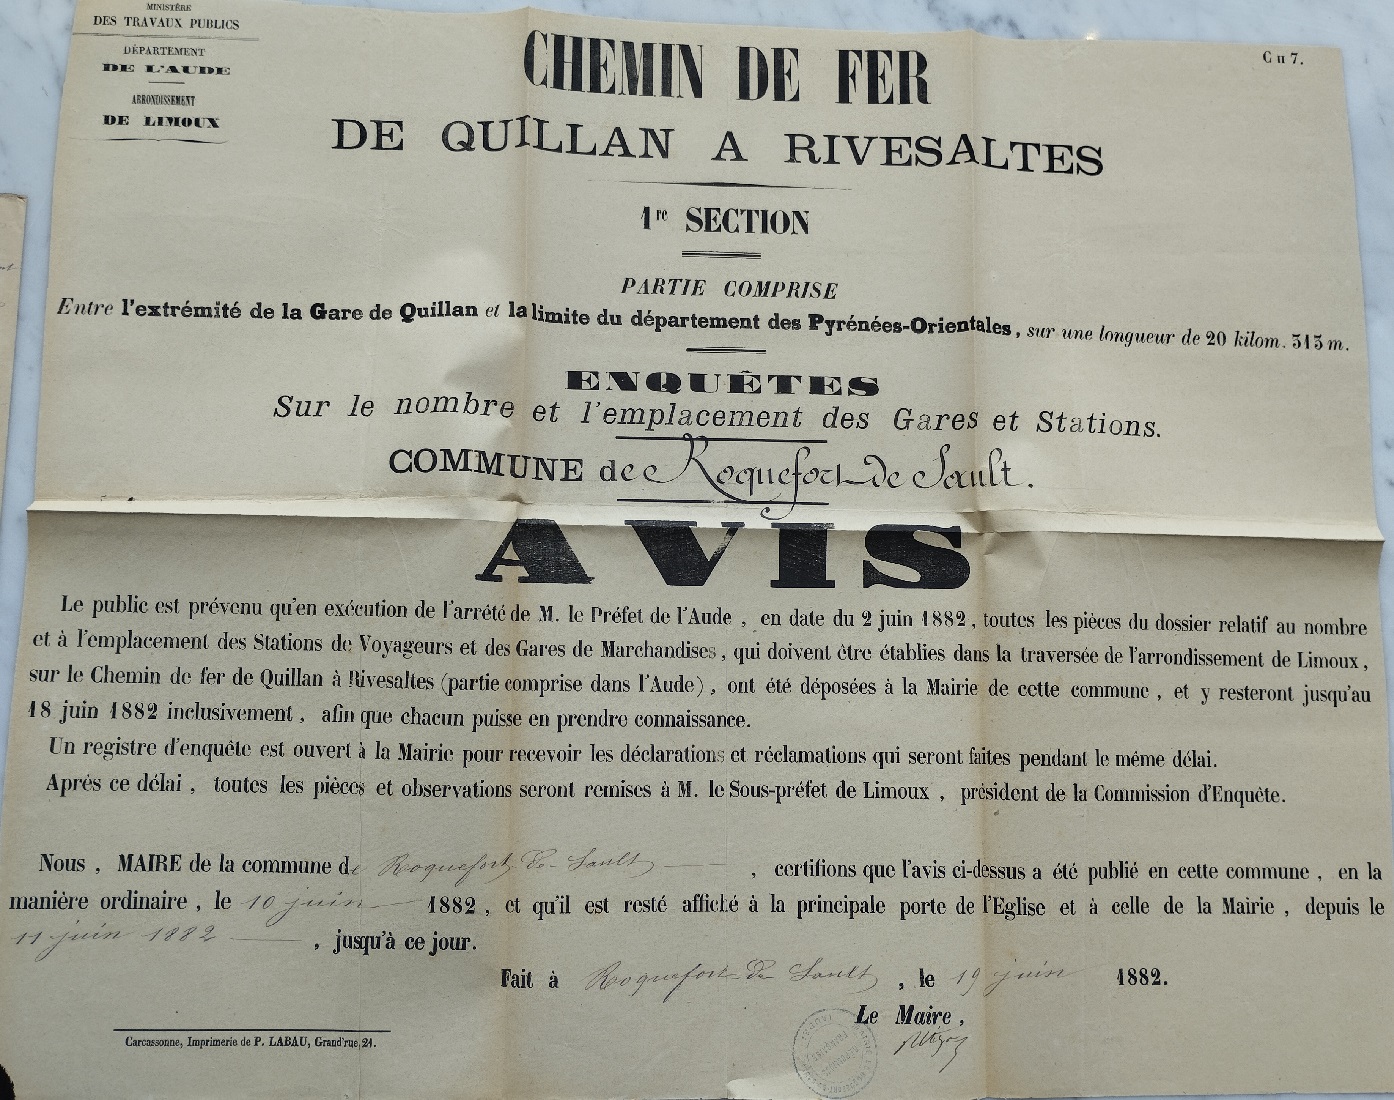 MINISTÈRE
DES TRAVAUX PUBLICS
DÉPARTEMENT
DE L'AUDE
ARRONDISSEMENT
DE LIMOUX
C n 7.
CHEMIN DE FER
DE QUILLAN A RIVESALTES
1re SECTION
PARTIE COMPRISE
Entre l'extrémité de la Gare de Quillan et la limite du département des Pyrénées-Orientales, sur une longueur de 20 kilom. 315 m.
ENQUÊTES
Sur le nombre et l'emplacement des Gares et Stations.
COMMUNE de Roquefort de Sault.
AVIS
Le public est prévenu qu'en exécution de l'arrêté de M. le Préfet de l'Aude, en date du 2 juin 1882, toutes les pièces du dossier relatif au nombre
et à l'emplacement des Stations de Voyageurs et des Gares de Marchandises, qui doivent être établies dans la traversée de l'arrondissement de Limoux,
sur le Chemin de fer de Quillan à Rivesaltes (partie comprise dans l'Aude), ont été déposées à la Mairie de cette commune, et y resteront jusqu'au
18 juin 1882 inclusivement, afin que chacun puisse en prendre connaissance.
Un registre d'enquête est ouvert à la Mairie pour recevoir les déclarations et réclamations qui seront faites pendant le même délai.
Après ce délai, toutes les pièces et observations seront remises à M. le Sous-préfet de Limoux, président de la Commission d'Enquête.
Nous, MAIRE de la commune de Roquefort de Sault, certifions que l'avis ci-dessus a été publié en cette commune, en la
manière ordinaire, le 10 juin 1882, et qu'il est resté affiché à la principale porte de l'Eglise et à celle de la Mairie, depuis le
11 juin 1882, jusqu'à ce jour.
Fait à Roquefort de Sault, le 19 juin 1882.
Le Maire,
Carcassonne, Imprimerie de P. LABAU, Grand'rue, 21.